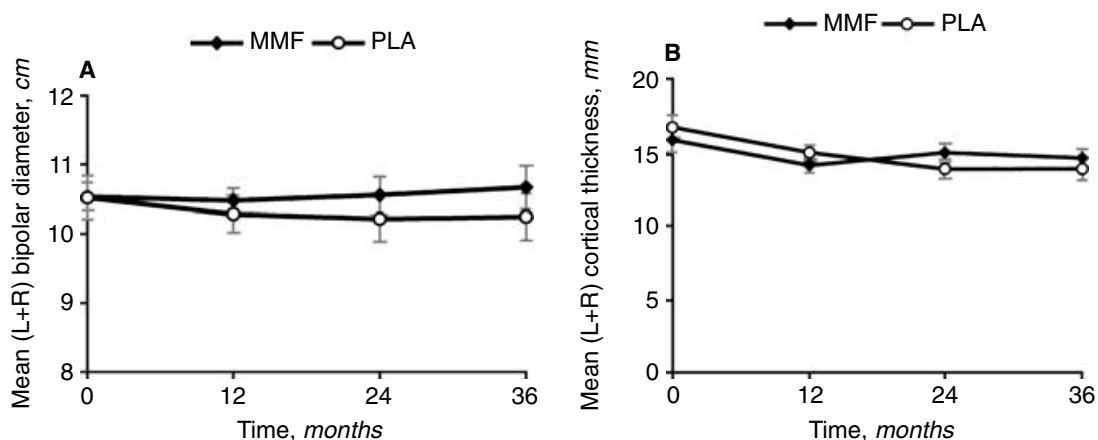 MMF PLA
A
Mean (L+R) bipolar diameter, cm
12
11
10
9
8
0 12 24 36
Time, months
MMF PLA
B
Mean (L+R) cortical thickness, mm
20
15
10
5
0
0 12 24 36
Time, months